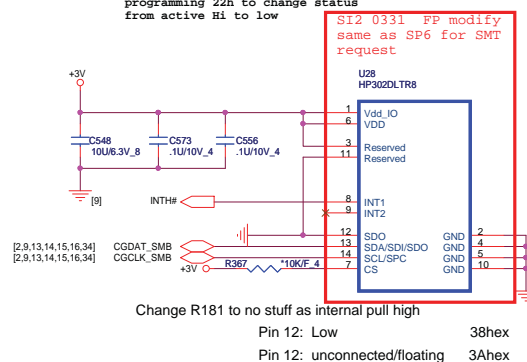 programming 22h to change status
from active Hi to low
SI2 0331 FP modify
same as SP6 for SMT
request
U28
HP302DLTR8
+3V
C548
10U/6.3V_8
C573
.1U/10V_4
C556
.1U/10V_4
1 Vdd_IO
6 VDD
3 Reserved
11 Reserved
[9] INTH#
8 INT1
9 INT2
12 SDO
13 SDA/SDI/SDO
14 SCL/SPC
7 CS
GND 2
GND 4
GND 5
GND 10
[2,9,13,14,15,16,34] CGDAT_SMB
[2,9,13,14,15,16,34] CGCLK_SMB
+3V R367 *10K/F_4
Change R181 to no stuff as internal pull high
Pin 12: Low 38hex
Pin 12: unconnected/floating 3Ahex